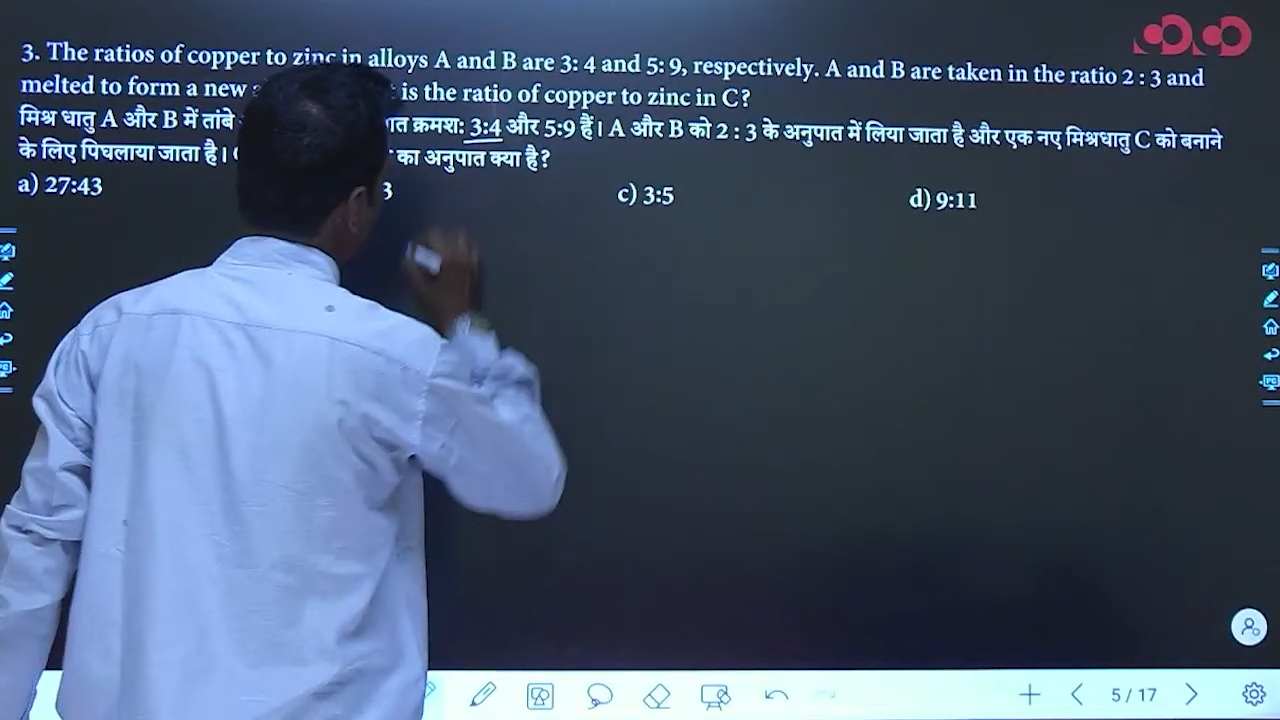 3. The ratios of copper to zinc in alloys A and B are 3: 4 and 5: 9, respectively. A and B are taken in the ratio 2 : 3 and
melted to form a new is the ratio of copper to zinc in C?
मिश्र धातु A और B में तांबे क्रमश: 3:4 और 5:9 हैं। A और B को 2 : 3 के अनुपात में लिया जाता है और एक नए मिश्रधातु C को बनाने
के लिए पिघलाया जाता है। का अनुपात क्या है?
a) 27:43 3 c) 3:5 d) 9:11
5 / 17